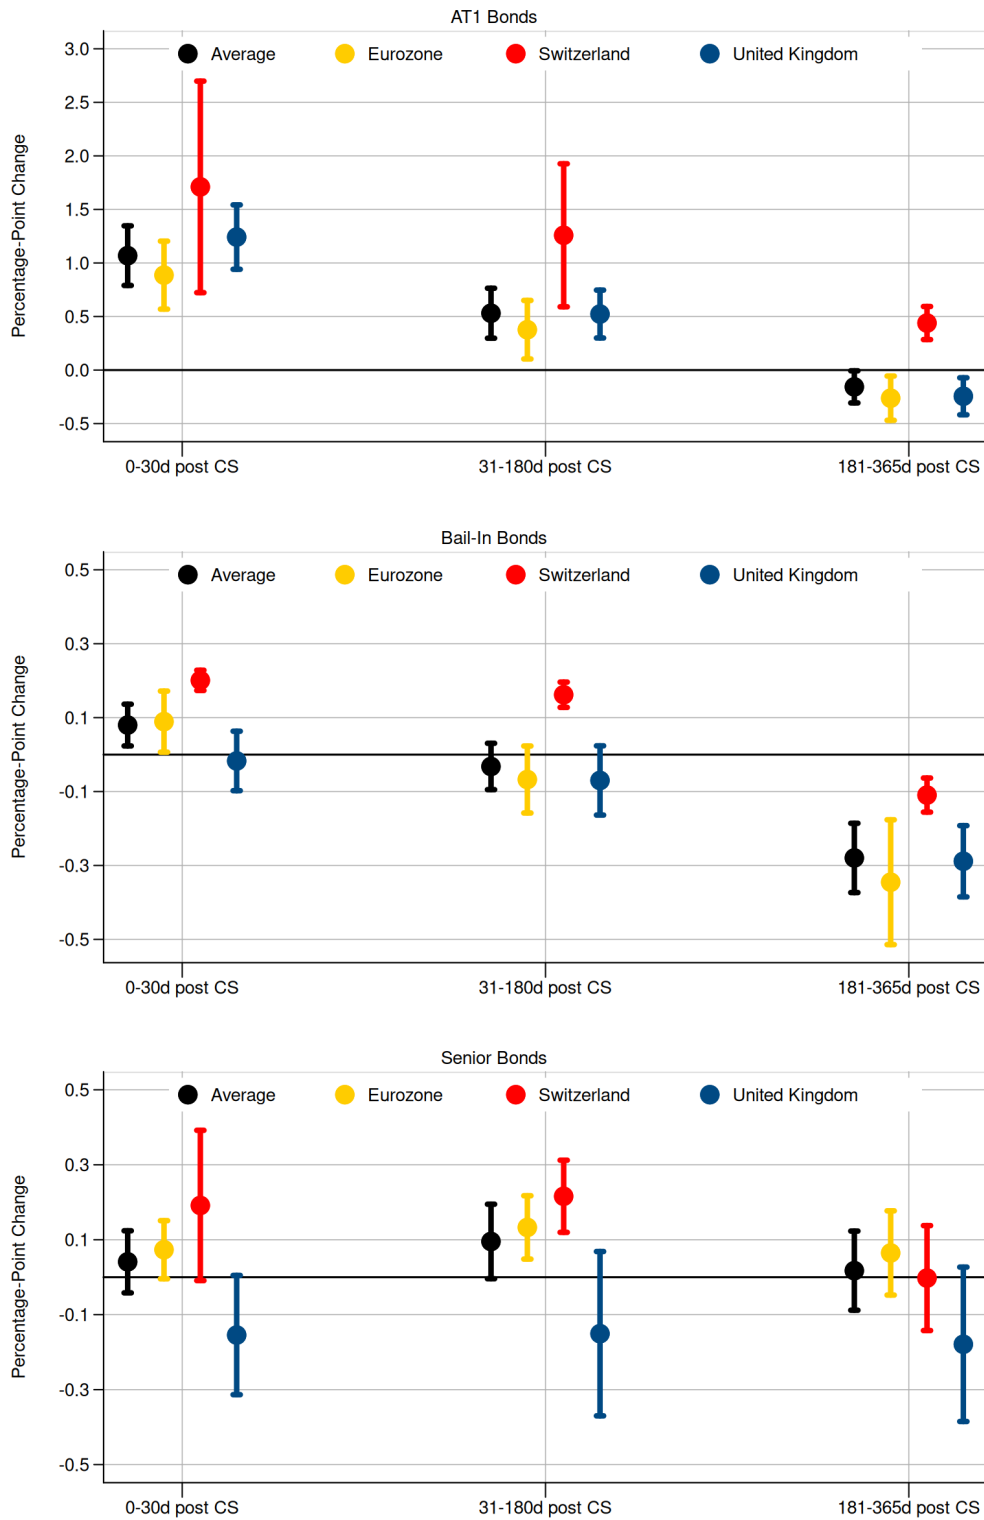 AT1 Bonds
Average Eurozone Switzerland United Kingdom
Percentage-Point Change
3.0
2.5
2.0
1.5
1.0
0.5
0.0
-0.5
0-30d post CS 31-180d post CS 181-365d post CS
Bail-In Bonds
Average Eurozone Switzerland United Kingdom
Percentage-Point Change
0.5
0.3
0.1
-0.1
-0.3
-0.5
0-30d post CS 31-180d post CS 181-365d post CS
Senior Bonds
Average Eurozone Switzerland United Kingdom
Percentage-Point Change
0.5
0.3
0.1
-0.1
-0.3
-0.5
0-30d post CS 31-180d post CS 181-365d post CS